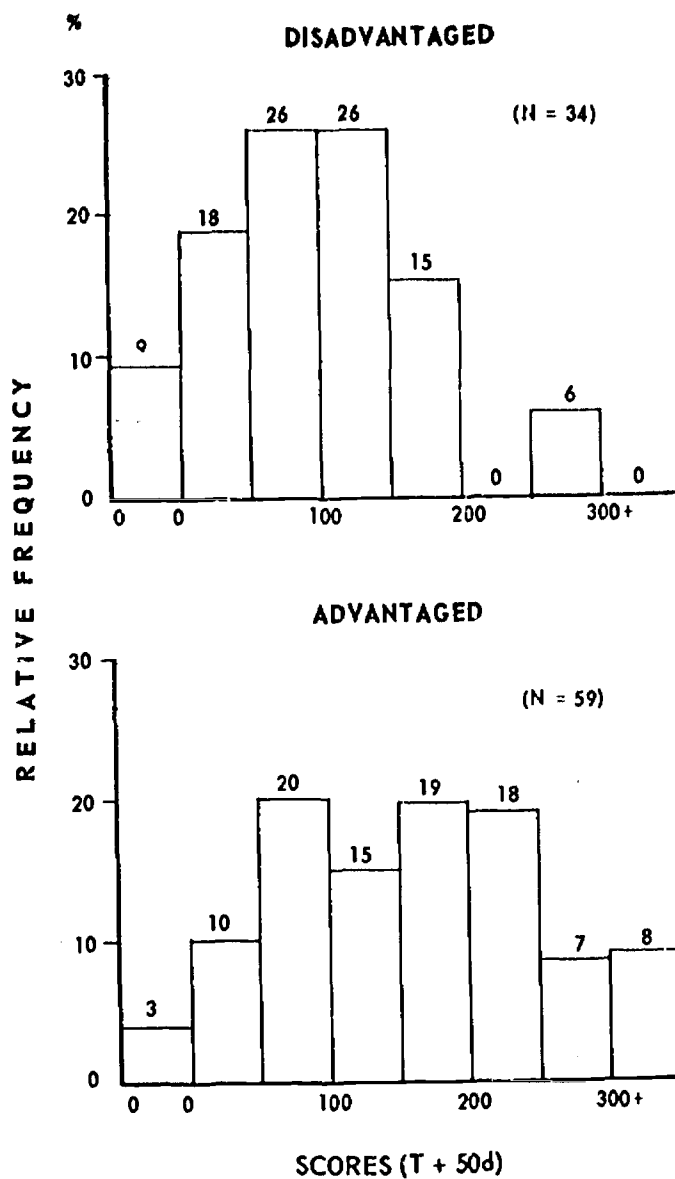 %
DISADVANTAGED
30
26 26
(N = 34)
20
18
15
10
9
6
0 0
0
0 0 100 200 300+
RELATIVE FREQUENCY
ADVANTAGED
30
(N = 59)
20
20
19
18
15
10
10
7
8
3
0
0 0 100 200 300+
SCORES (T + 50d)